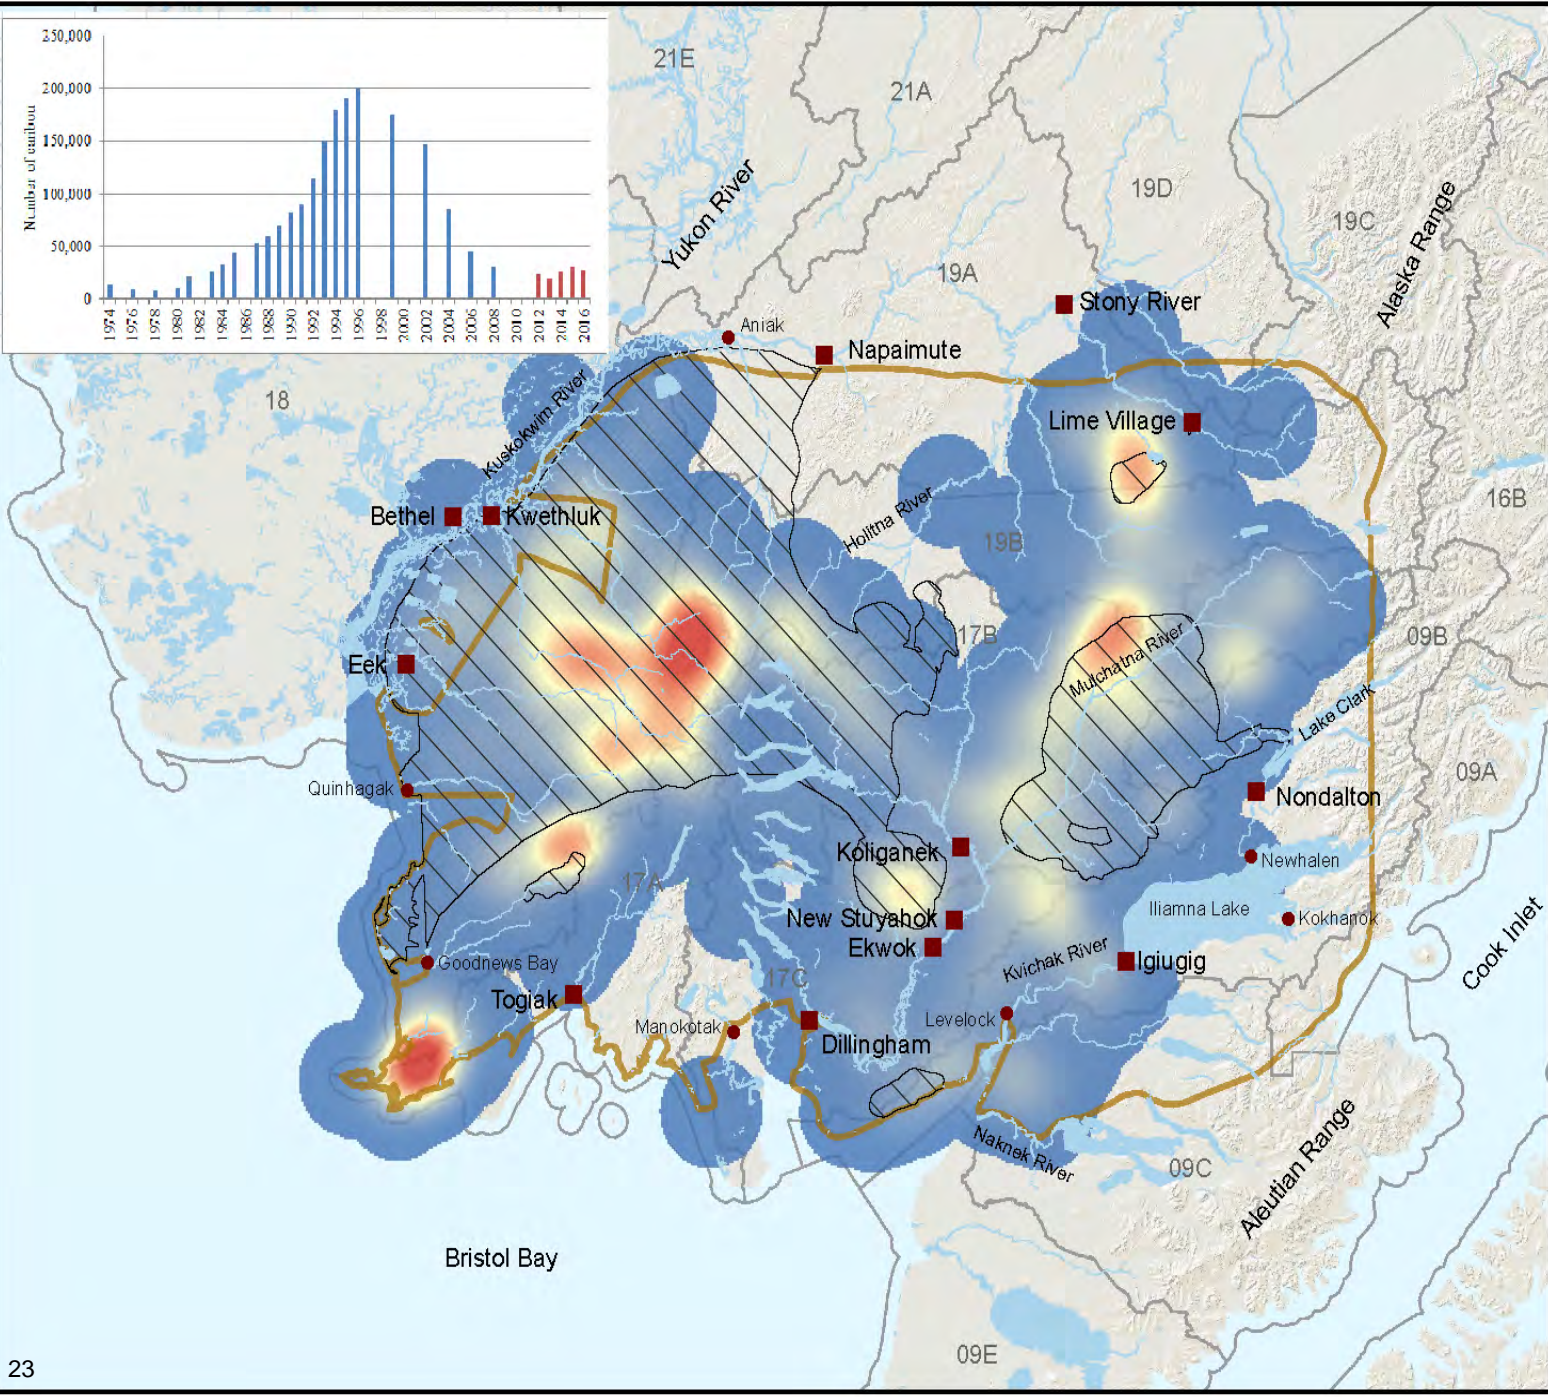 250,000
200,000
150,000
100,000
50,000
0
Number of caribou
1974
1976
1978
1980
1982
1984
1986
1988
1990
1992
1994
1996
1998
2000
2002
2004
2006
2008
2010
2012
2014
2016
21E
21A
Yukon River
19D
19C
Alaska Range
19A
Stony River
Aniak
Napaimute
18
Kuskokwim River
Lime Village
Bethel
Kwethluk
Holitna River
16B
19B
17B
09B
Eek
Mulchatna River
Lake Clark
09A
Quinhagak
Nondalton
Koliganek
Newhalen
17A
Iliamna Lake
Kokhanok
New Stuyahok
Ekwok
Kvichak River
Igiugig
Cook Inlet
Goodnews Bay
17C
Togiak
Manokotak
Levelock
Dillingham
Naknek River
09C
Aleutian Range
Bristol Bay
09E
23